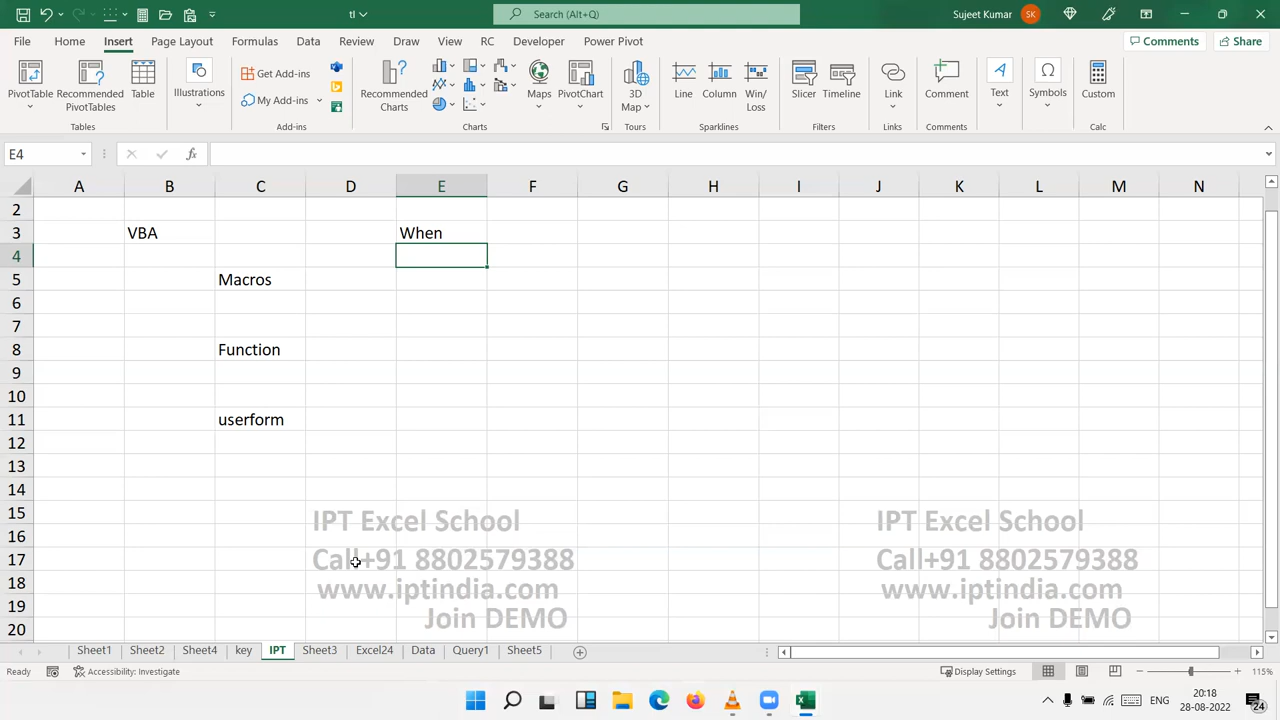 tl
Search (Alt+Q)
Sujeet Kumar
SK
File Home Insert Page Layout Formulas Data Review View Draw RC Developer Power Pivot
Comments
Share
PivotTable
Recommended PivotTables
Table
Illustrations
Get Add-ins
My Add-ins
Recommended Charts
Maps
PivotChart
3D Map
Line
Column
Win/Loss
Slicer
Timeline
Link
Comment
Text
Symbols
Custom
Tables
Add-ins
Charts
Tours
Sparklines
Filters
Links
Comments
Calc
E4
fx
A B C D E F G H I J K L M N
2
3 VBA When
4
5 Macros
6
7
8 Function
9
10
11 userform
12
13
14
15 IPT Excel School IPT Excel School
16
17 Call+91 8802579388 Call+91 8802579388
18 www.iptindia.com www.iptindia.com
19 Join DEMO Join DEMO
20
Sheet1 Sheet2 Sheet4 key IPT Sheet3 Excel24 Data Query1 Sheet5
Ready
Accessibility: Investigate
Display Settings
115%
ENG
20:18
28-08-2022
24